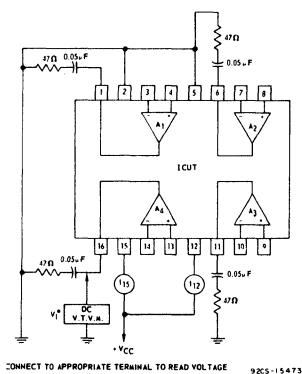 47Ω
0.05μF
47Ω
0.05μF
1 2 3 4 5 6 7 8
- +
- +
A1
A2
ICUT
A4
A3
+ -
+ -
16 15 14 13 12 11 10 9
47Ω
0.05μF
I15
I12
0.05μF
47Ω
V1*
DC
V.T.V.M.
+VCC
CONNECT TO APPROPRIATE TERMINAL TO READ VOLTAGE
92CS-15473